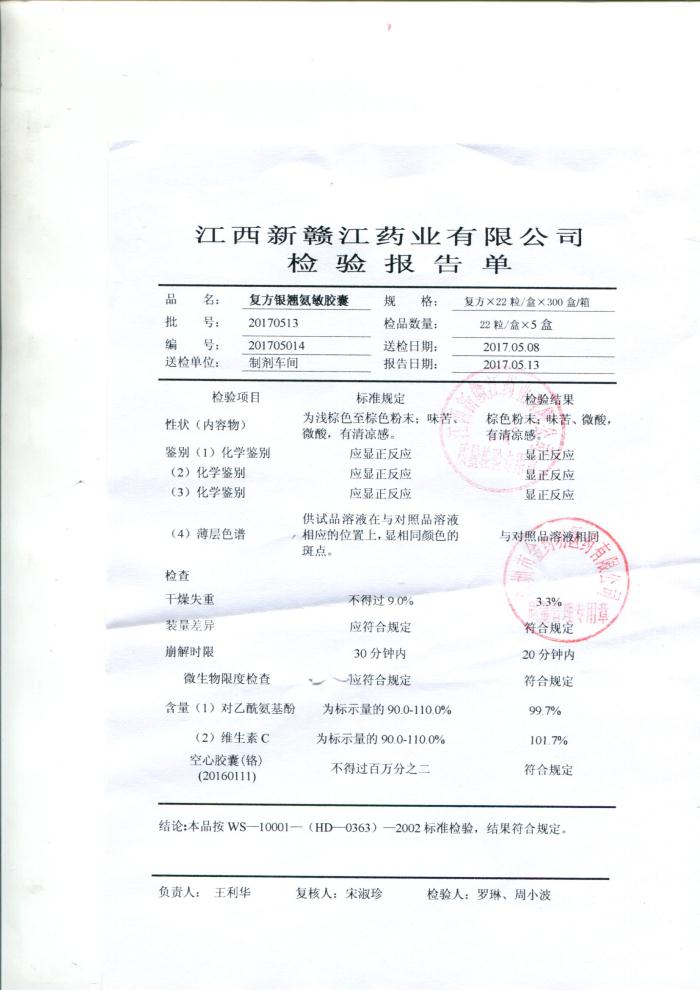 江西新赣江药业有限公司
检验报告单
品 名： 复方银翘氨敏胶囊 规 格： 复方×22粒/盒×300盒/箱
批 号： 20170513 检品数量： 22粒/盒×5盒
编 号： 201705014 送检日期： 2017.05.08
送检单位： 制剂车间 报告日期： 2017.05.13
检验项目 标准规定 检验结果
性状（内容物） 为浅棕色至棕色粉末；味苦、 棕色粉末；味苦、微酸，
微酸，有清凉感。 有清凉感。
鉴别（1）化学鉴别 应显正反应 显正反应
（2）化学鉴别 应显正反应 显正反应
（3）化学鉴别 应显正反应 显正反应
供试品溶液在与对照品溶液
（4）薄层色谱 相应的位置上，显相同颜色的 与对照品溶液相同
斑点。
检查
干燥失重 不得过9.0% 3.3%
装量差异 应符合规定 符合规定
崩解时限 30分钟内 20分钟内
微生物限度检查 应符合规定 符合规定
含量（1）对乙酰氨基酚 为标示量的90.0-110.0% 99.7%
（2）维生素C 为标示量的90.0-110.0% 101.7%
空心胶囊(铬)
(20160111) 不得过百万分之二 符合规定
结论:本品按WS—10001—（HD—0363）—2002标准检验，结果符合规定。
负责人： 王利华 复核人：宋淑珍 检验人：罗琳、周小波
江西新赣江药业有限公司